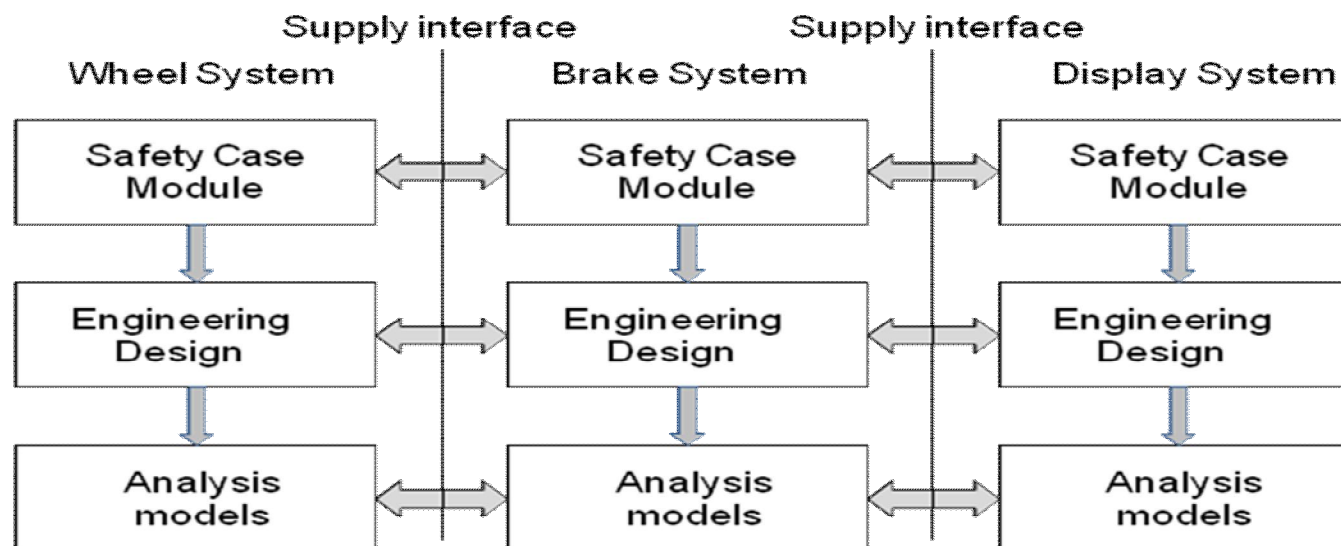 Supply interface
Supply interface
Wheel System
Brake System
Display System
Safety Case
Module
Safety Case
Module
Safety Case
Module
Engineering
Design
Engineering
Design
Engineering
Design
Analysis
models
Analysis
models
Analysis
models